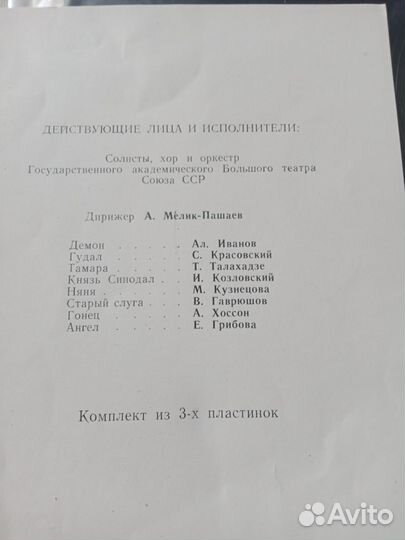 ДЕЙСТВУЮЩИЕ ЛИЦА И ИСПОЛНИТЕЛИ:
Солисты, хор и оркестр
Государственного академического Большого театра
Союза ССР
Дирижер А. Мелик-Пашаев
Демон . . . . . Ал. Иванов
Гудал . . . . . С. Красовский
Тамара . . . . . Т. Талахадзе
Князь Синодал . . И. Козловский
Няня . . . . . . М. Кузнецова
Старый слуга . . . В. Гаврюшов
Гонец . . . . . А. Хоссон
Ангел . . . . . Е. Грибова
Комплект из 3-х пластинок
Avito